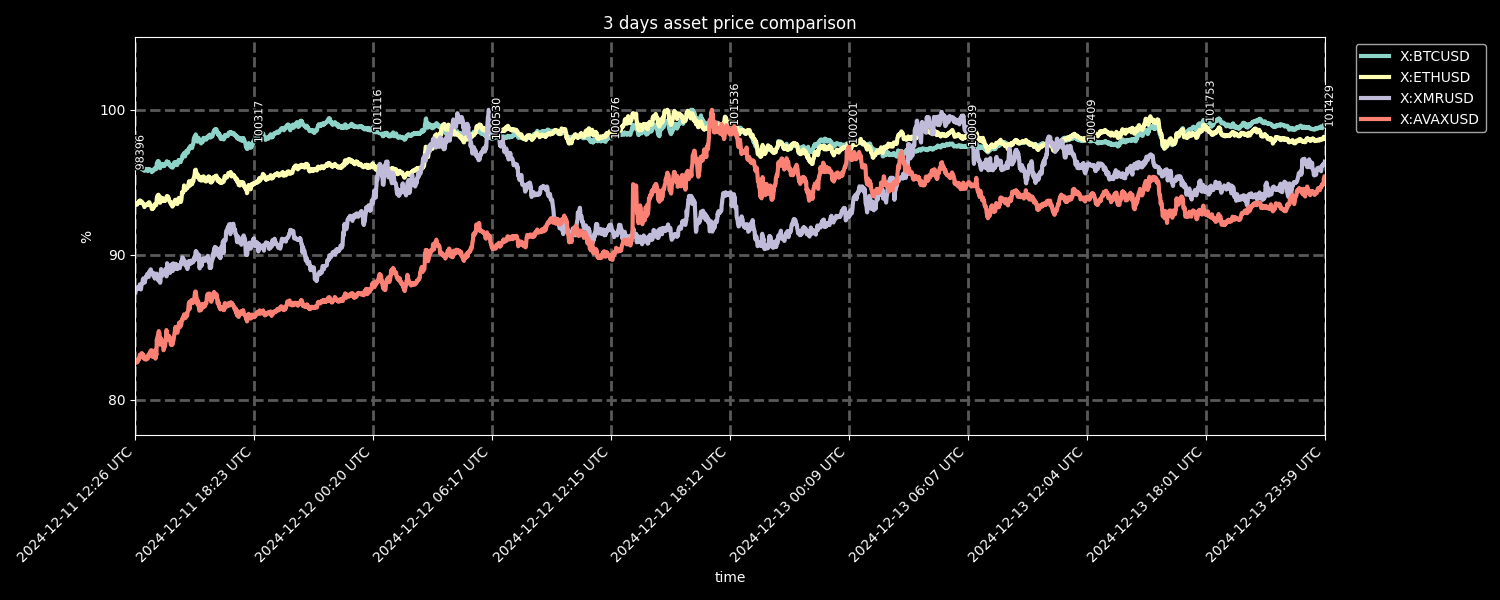 3 days asset price comparison
X:BTCUSD
X:ETHUSD
X:XMRUSD
X:AVAXUSD
%
100
90
80
98396
100317
101116
100530
100576
101536
100201
100039
100409
101753
101429
2024-12-11 12:26 UTC
2024-12-11 18:23 UTC
2024-12-12 00:20 UTC
2024-12-12 06:17 UTC
2024-12-12 12:15 UTC
2024-12-12 18:12 UTC
2024-12-13 00:09 UTC
2024-12-13 06:07 UTC
2024-12-13 12:04 UTC
2024-12-13 18:01 UTC
2024-12-13 23:59 UTC
time